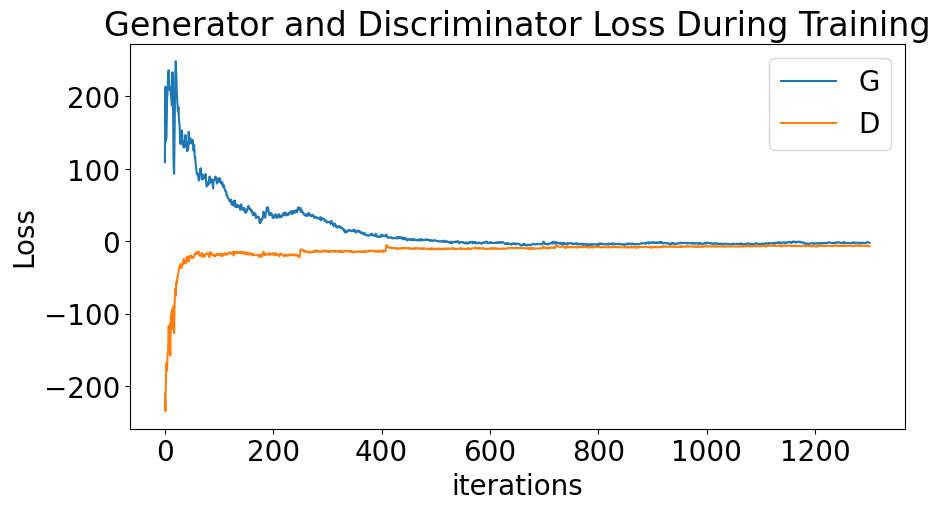 Generator and Discriminator Loss During Training
G
D
Loss
200
100
0
−100
−200
0 200 400 600 800 1000 1200
iterations